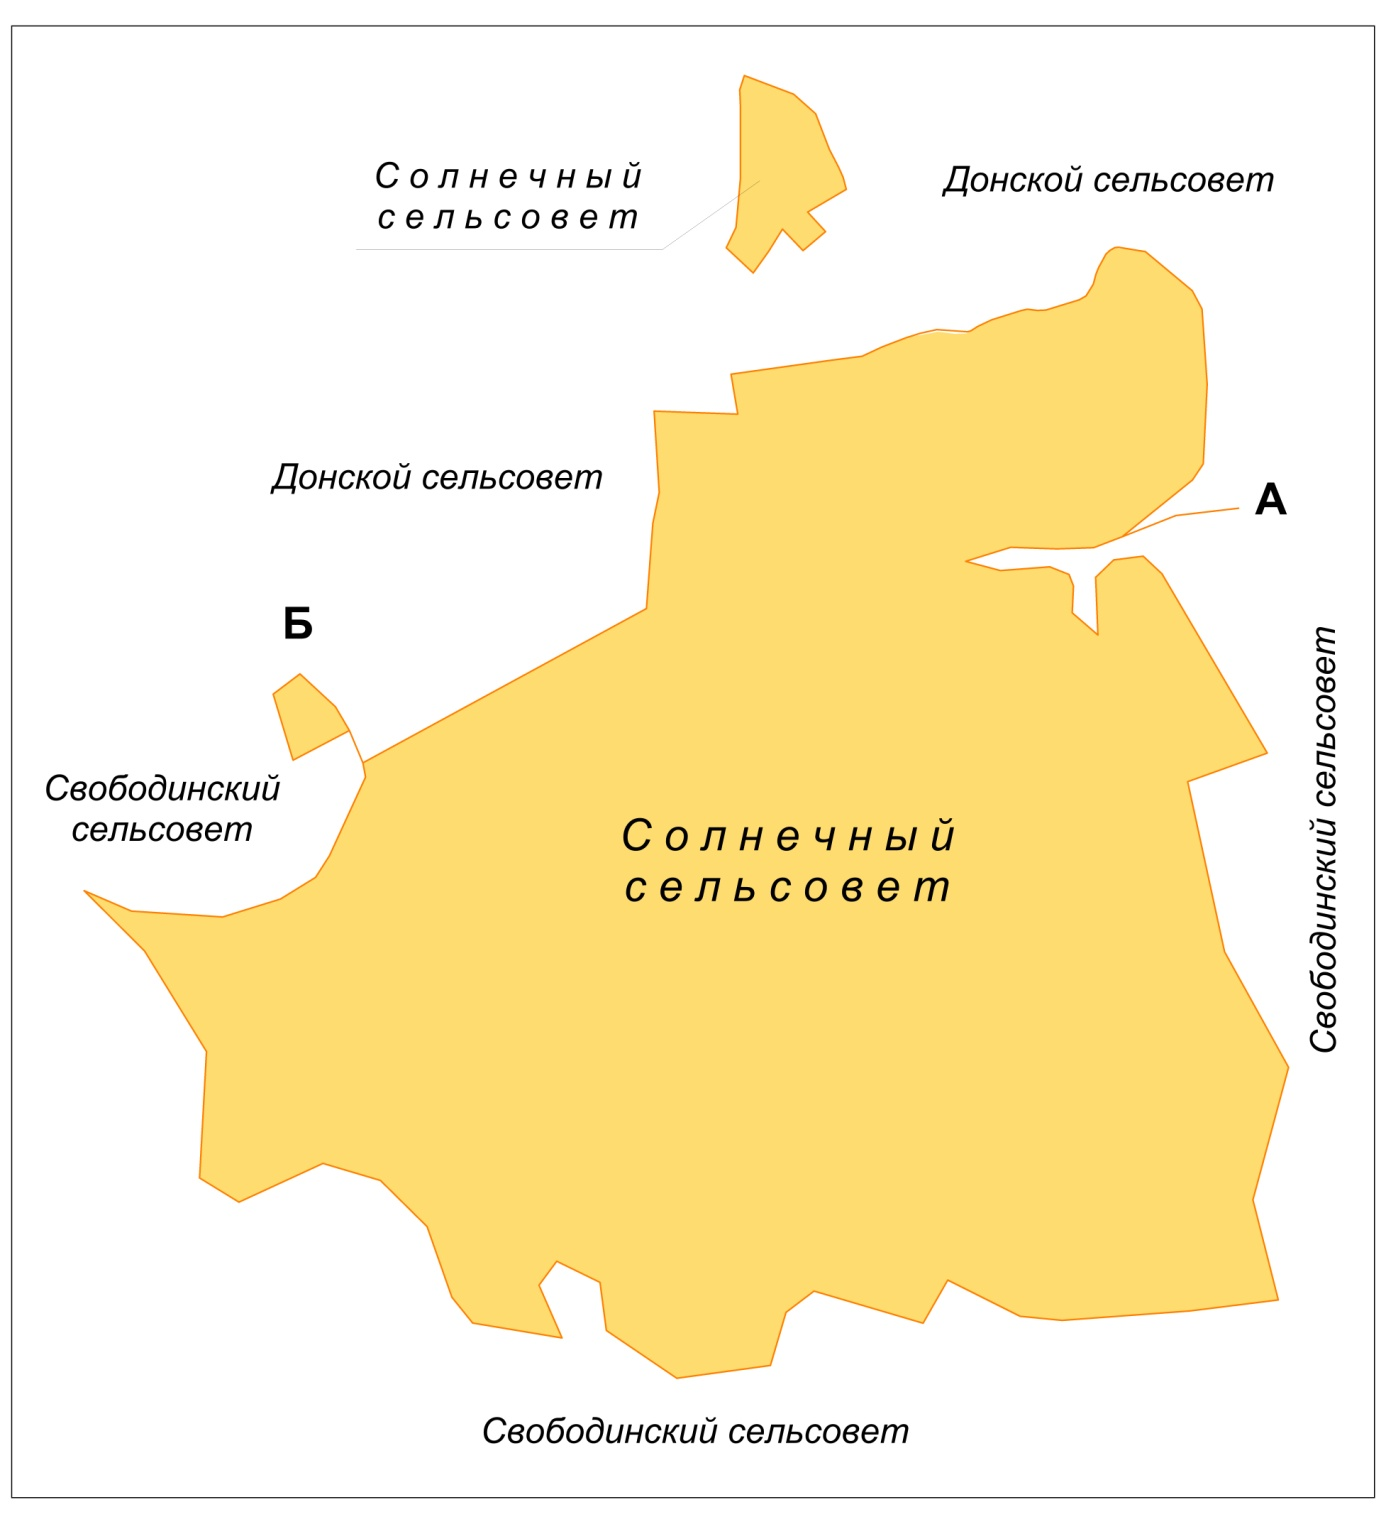 Солнечный
сельсовет
Донской сельсовет
Донской сельсовет
А
Б
Свободинский
сельсовет
Солнечный
сельсовет
Свободинский сельсовет
Свободинский сельсовет